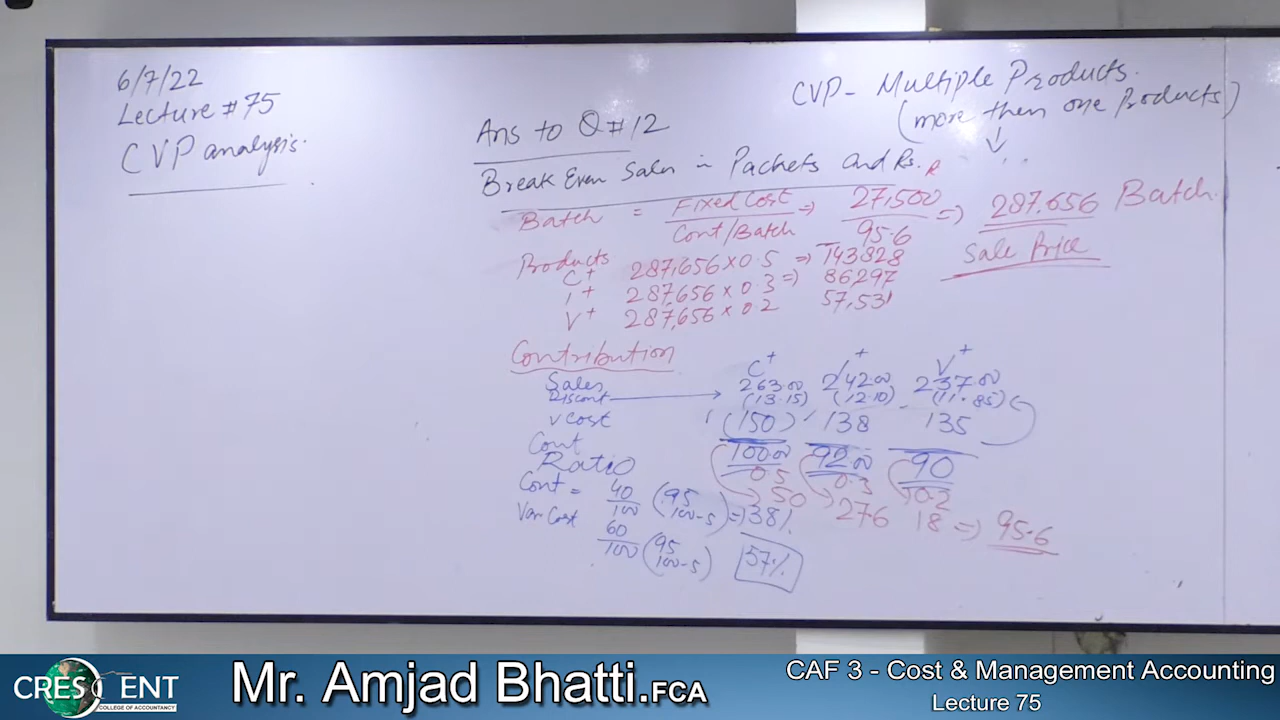 6/7/22
Lecture #75
CVP analysis.
CVP - Multiple Products.
(more then one Products)
Ans to Q #12
Break Even Sales in Packets and Rs.
Batch = Fixed Cost / Cont/Batch => 27,500 / 95.6 => 287.656 Batch.
Sale Price
Products
C+ 287,656 x 0.5 => 143828
I+ 287,656 x 0.3 => 86297
V+ 287,656 x 0.2 57,531
Contribution
C+ I+ V+
Sales 263.00 242.00 237.00
Discount (13.15) (12.10) (11.85)
V Cost (150) 138 135
Cont 100.00 92.00 90
Ratio 0.5 0.3 0.2
50 276 18 => 95.6
Cont = 40/100 (95 100-5) => 38%
Var Cost 60/100 (95 100-5) 57%
CRESCENT
COLLEGE OF ACCOUNTANCY
Mr. Amjad Bhatti.FCA
CAF 3 - Cost & Management Accounting
Lecture 75